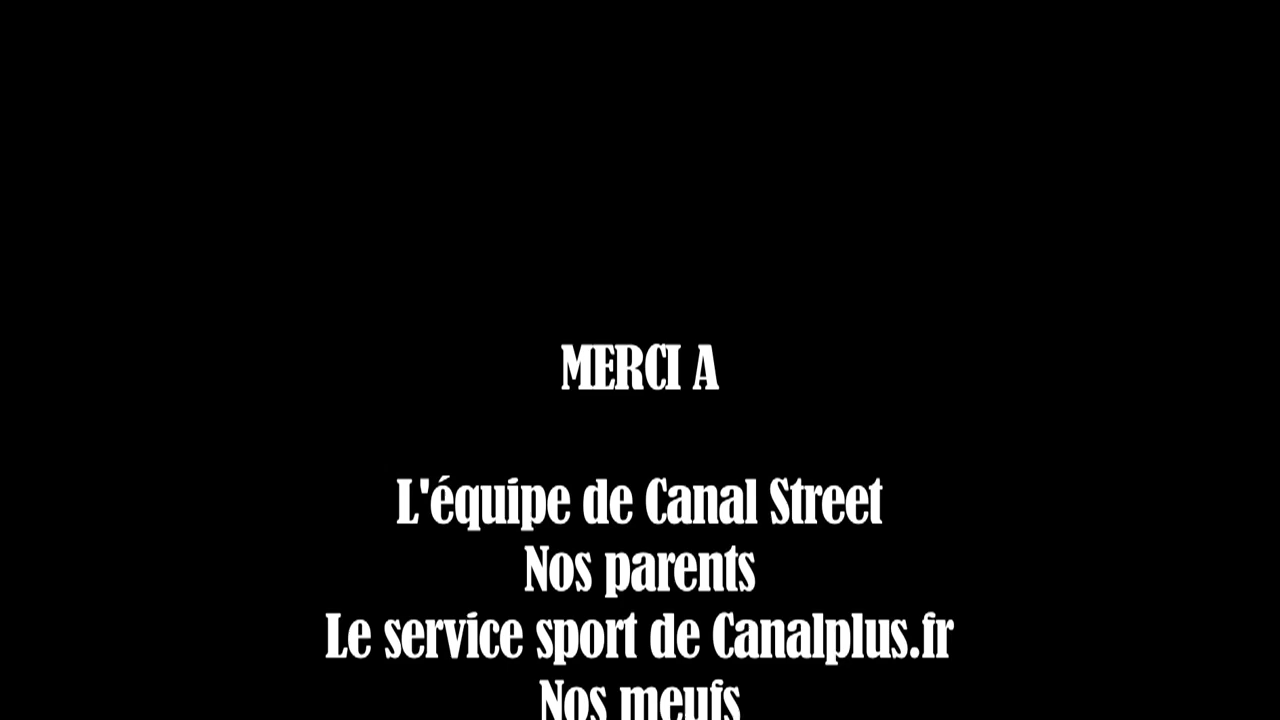 MERCI A
L'équipe de Canal Street
Nos parents
Le service sport de Canalplus.fr
Nos meufs